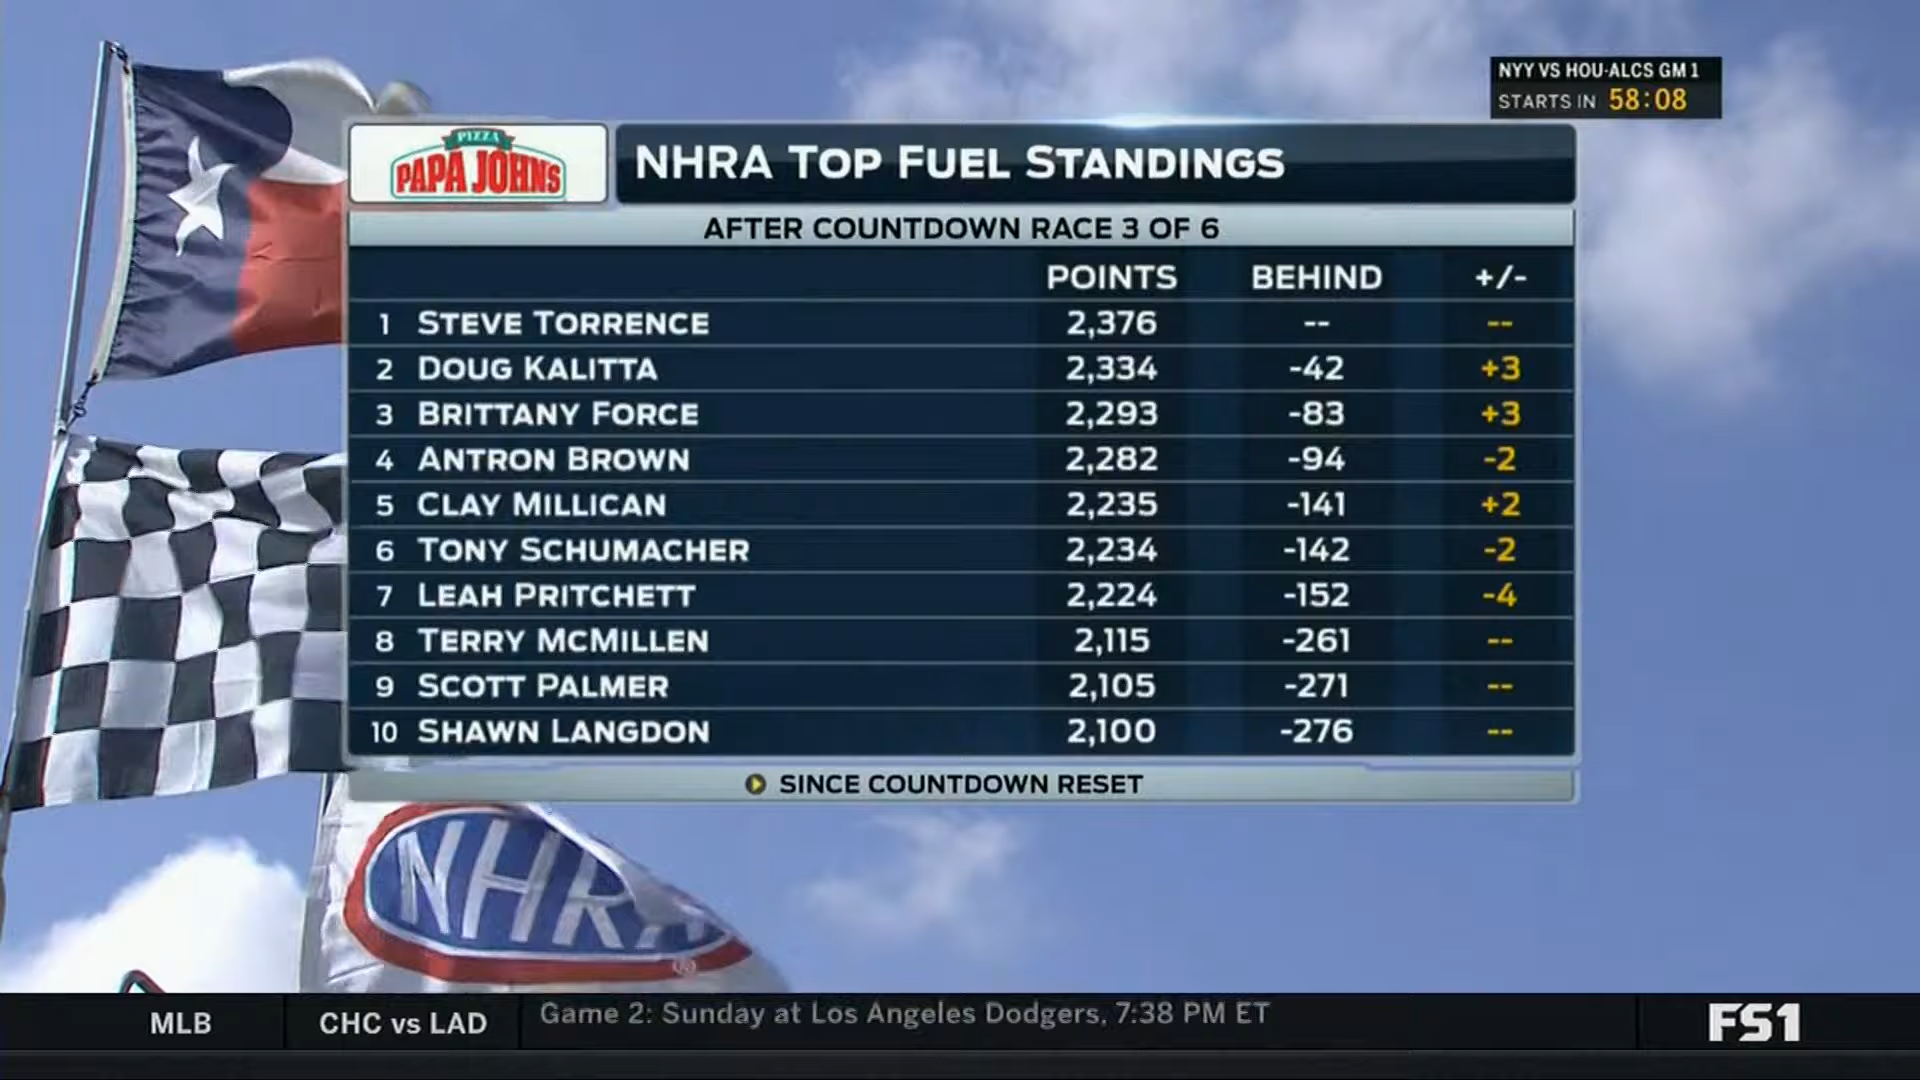 NYY VS HOU-ALCS GM 1
STARTS IN 58:08
PIZZA
PAPA JOHNS
NHRA TOP FUEL STANDINGS
AFTER COUNTDOWN RACE 3 OF 6
POINTS BEHIND +/-
1 STEVE TORRENCE 2,376 -- --
2 DOUG KALITTA 2,334 -42 +3
3 BRITTANY FORCE 2,293 -83 +3
4 ANTRON BROWN 2,282 -94 -2
5 CLAY MILLICAN 2,235 -141 +2
6 TONY SCHUMACHER 2,234 -142 -2
7 LEAH PRITCHETT 2,224 -152 -4
8 TERRY MCMILLEN 2,115 -261 --
9 SCOTT PALMER 2,105 -271 --
10 SHAWN LANGDON 2,100 -276 --
SINCE COUNTDOWN RESET
NHRA
®
MLB CHC vs LAD Game 2: Sunday at Los Angeles Dodgers, 7:38 PM ET FS1